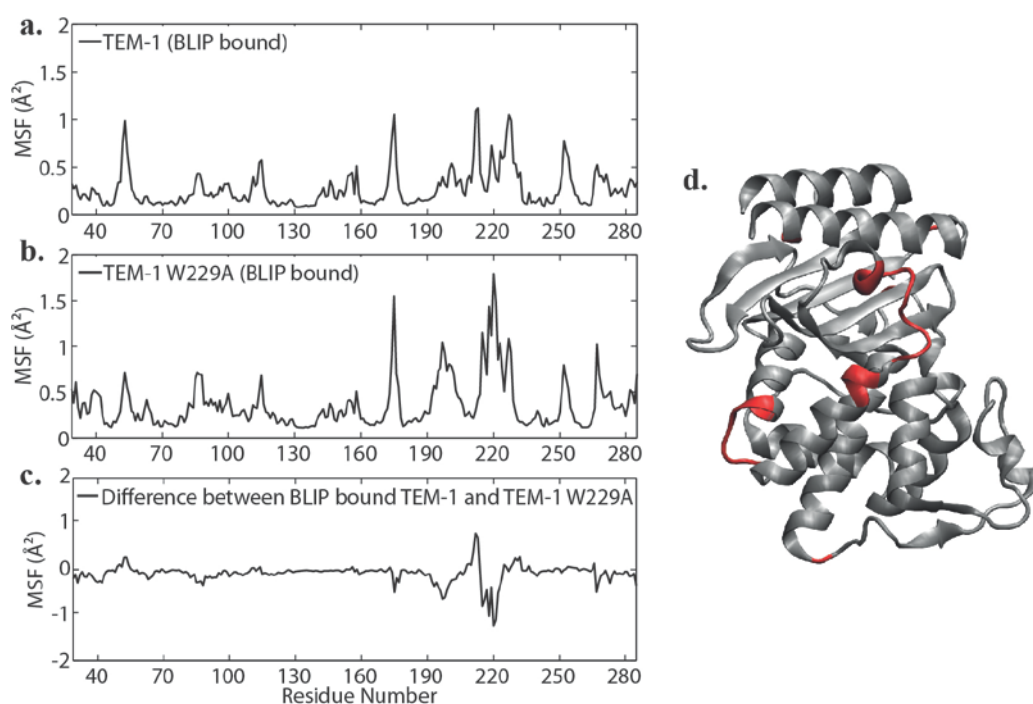 a.
TEM-1 (BLIP bound)
MSF (Å²)
2
1.5
1
0.5
0
40 70 100 130 160 190 220 250 280
b.
TEM-1 W229A (BLIP bound)
MSF (Å²)
2
1.5
1
0.5
0
40 70 100 130 160 190 220 250 280
c.
Difference between BLIP bound TEM-1 and TEM-1 W229A
MSF (Å²)
2
1
0
-1
-2
40 70 100 130 160 190 220 250 280
Residue Number
d.